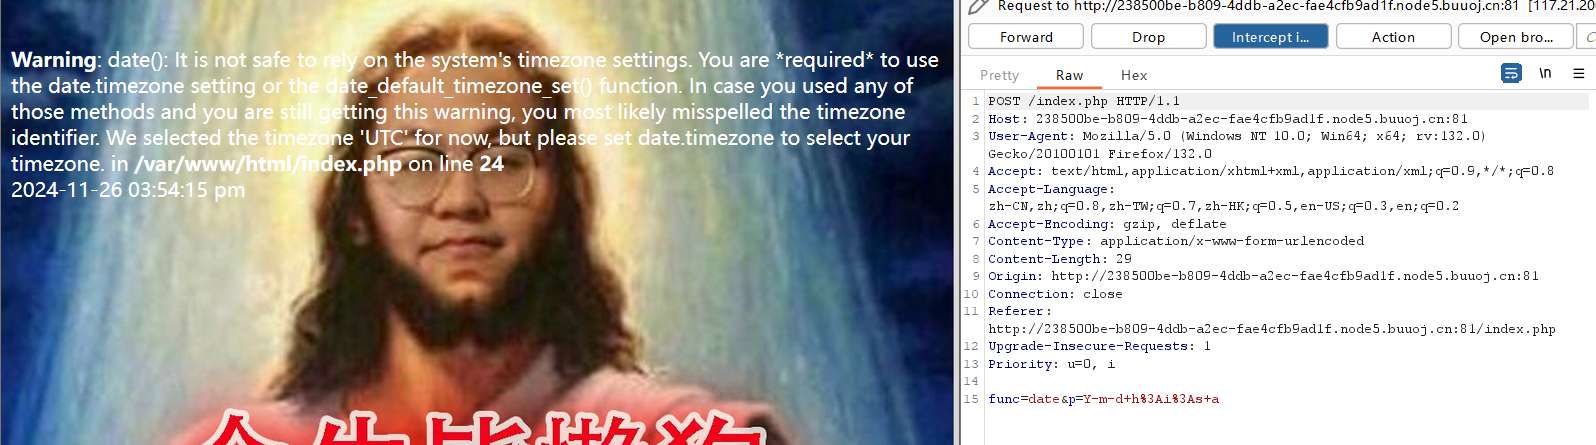 Warning: date(): It is not safe to rely on the system's timezone settings. You are *required* to use
the date.timezone setting or the date_default_timezone_set() function. In case you used any of
those methods and you are still getting this warning, you most likely misspelled the timezone
identifier. We selected the timezone 'UTC' for now, but please set date.timezone to select your
timezone. in /var/www/html/index.php on line 24
2024-11-26 03:54:15 pm
Request to http://238500be-b809-4ddb-a2ec-fae4cfb9ad1f.node5.buuoj.cn:81 [117.21.20
Forward
Drop
Intercept i...
Action
Open bro...
Pretty
Raw
Hex
\n
1 POST /index.php HTTP/1.1
2 Host: 238500be-b809-4ddb-a2ec-fae4cfb9ad1f.node5.buuoj.cn:81
3 User-Agent: Mozilla/5.0 (Windows NT 10.0; Win64; x64; rv:132.0)
Gecko/20100101 Firefox/132.0
4 Accept: text/html,application/xhtml+xml,application/xml;q=0.9,*/*;q=0.8
5 Accept-Language:
zh-CN,zh;q=0.8,zh-TW;q=0.7,zh-HK;q=0.5,en-US;q=0.3,en;q=0.2
6 Accept-Encoding: gzip, deflate
7 Content-Type: application/x-www-form-urlencoded
8 Content-Length: 29
9 Origin: http://238500be-b809-4ddb-a2ec-fae4cfb9ad1f.node5.buuoj.cn:81
10 Connection: close
11 Referer:
http://238500be-b809-4ddb-a2ec-fae4cfb9ad1f.node5.buuoj.cn:81/index.php
12 Upgrade-Insecure-Requests: 1
13 Priority: u=0, i
14
15 func=date&p=Y-m-d+h%3Ai%3As+a